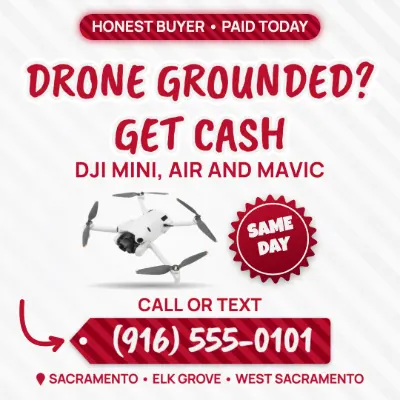 HONEST BUYER • PAID TODAY
DRONE GROUNDED?
GET CASH
DJI MINI, AIR AND MAVIC
SAME
DAY
CALL OR TEXT
(916) 555-0101
SACRAMENTO • ELK GROVE • WEST SACRAMENTO